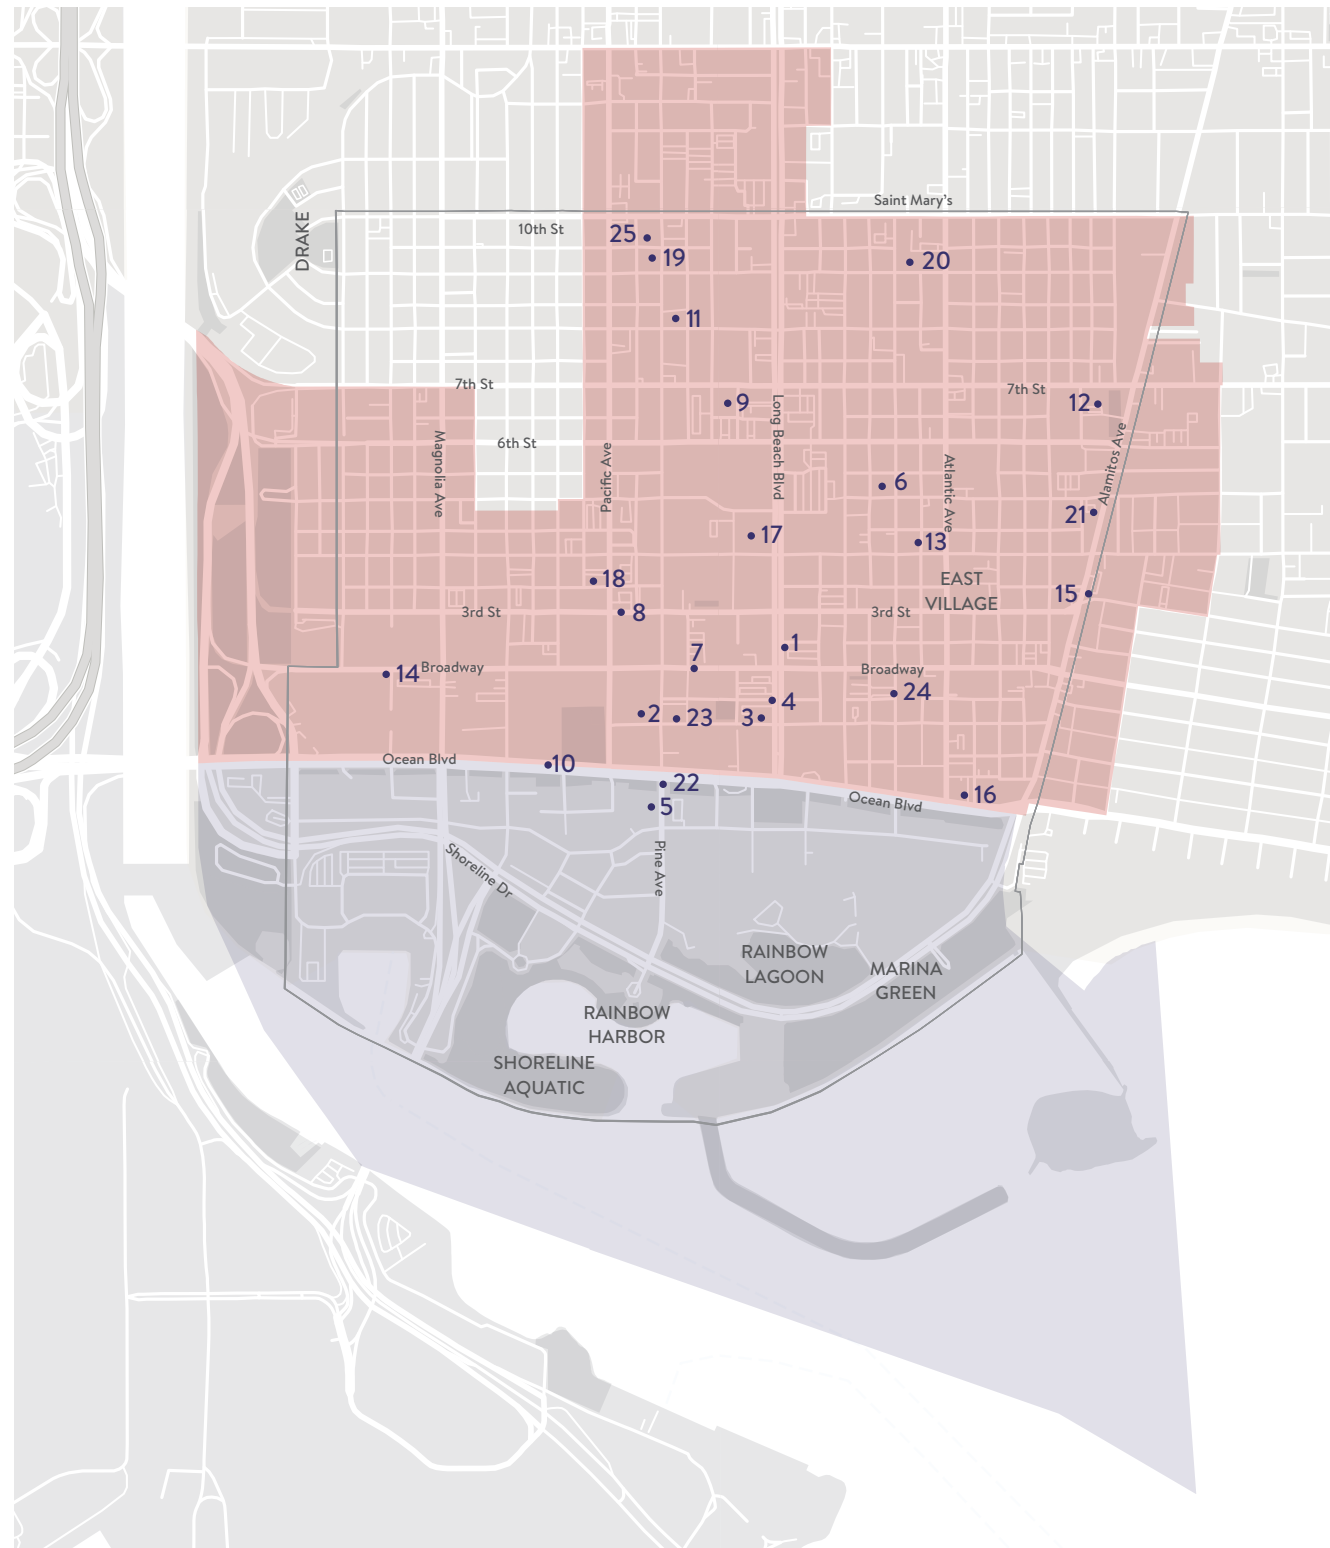 Saint Mary's
10th St
DRAKE
25
19
20
11
7th St
7th St
9
12
Long Beach Blvd
Magnolia Ave
6th St
Pacific Ave
Atlantic Ave
Alamitos Ave
6
21
17
13
18
EAST
VILLAGE
15
3rd St
8
3rd St
1
7
14
Broadway
Broadway
24
4
2
23
3
Ocean Blvd
10
22
16
5
Ocean Blvd
Pine Ave
Shoreline Dr
RAINBOW
LAGOON
MARINA
GREEN
RAINBOW
HARBOR
SHORELINE
AQUATIC